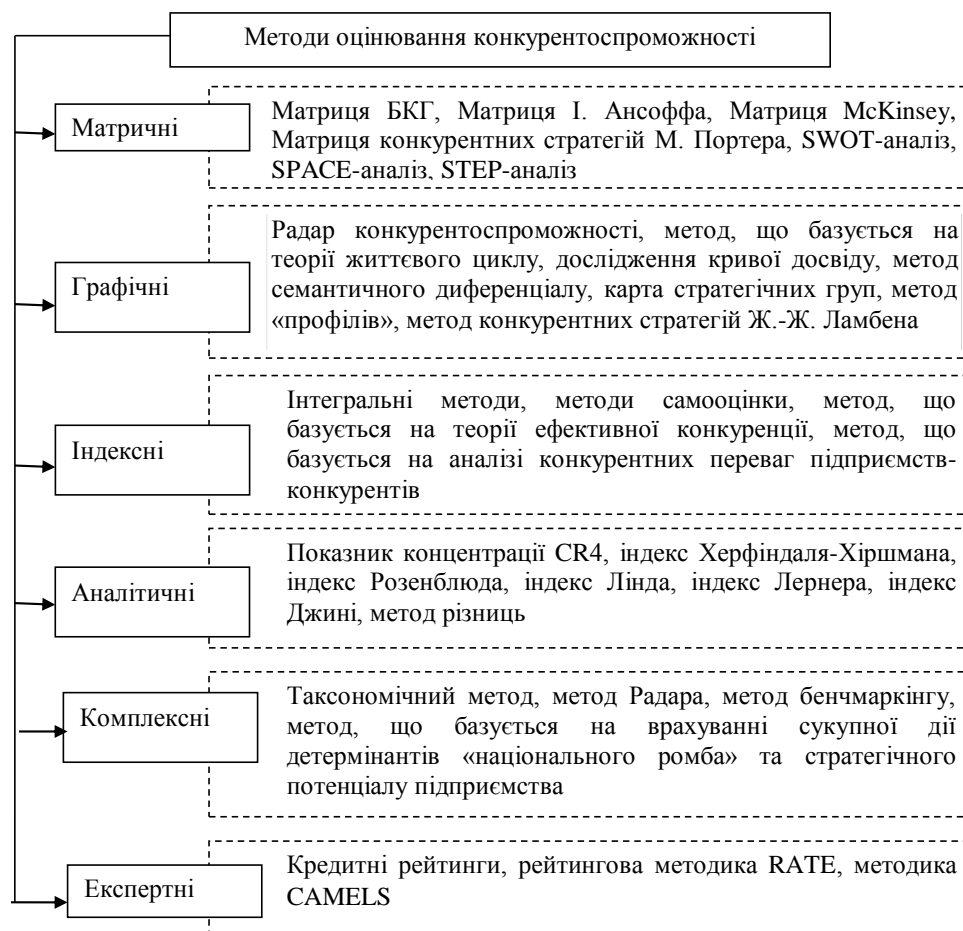 Методи оцінювання конкурентоспроможності
Матричні
Матриця БКГ, Матриця І. Ансоффа, Матриця McKinsey,
Матриця конкурентних стратегій М. Портера, SWOT-аналіз,
SPACE-аналіз, STEP-аналіз
Графічні
Радар конкурентоспроможності, метод, що базується на
теорії життєвого циклу, дослідження кривої досвіду, метод
семантичного диференціалу, карта стратегічних груп, метод
«профілів», метод конкурентних стратегій Ж.-Ж. Ламбена
Індексні
Інтегральні методи, методи самооцінки, метод, що
базується на теорії ефективної конкуренції, метод, що
базується на аналізі конкурентних переваг підприємств-
конкурентів
Аналітичні
Показник концентрації CR4, індекс Херфіндаля-Хіршмана,
індекс Розенблюда, індекс Лінда, індекс Лернера, індекс
Джині, метод різниць
Комплексні
Таксономічний метод, метод Радара, метод бенчмаркінгу,
метод, що базується на врахуванні сукупної дії
детермінантів «національного ромба» та стратегічного
потенціалу підприємства
Експертні
Кредитні рейтинги, рейтингова методика RATE, методика
CAMELS